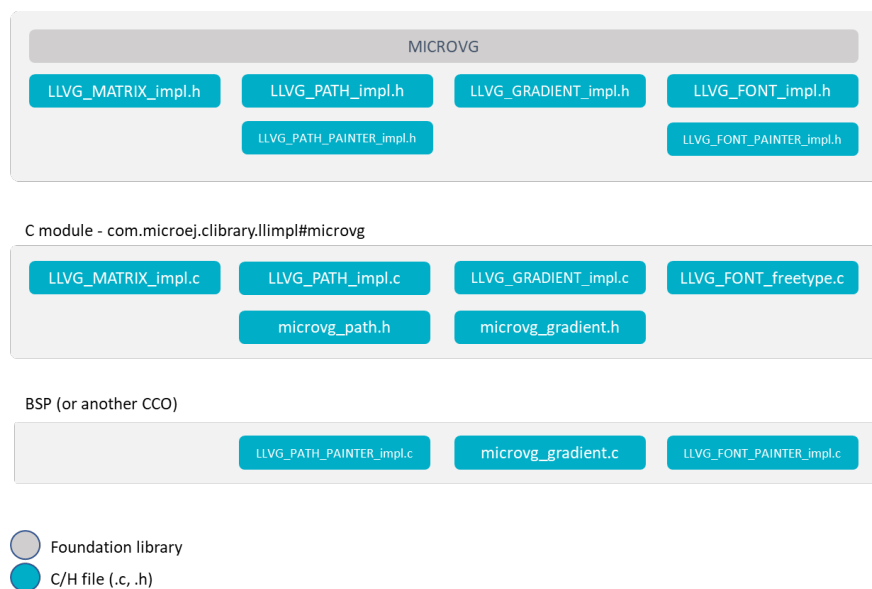 MICROVG
LLVG_MATRIX_impl.h LLVG_PATH_impl.h LLVG_GRADIENT_impl.h LLVG_FONT_impl.h
LLVG_PATH_PAINTER_impl.h LLVG_FONT_PAINTER_impl.h
C module - com.microej.clibrary.llimpl#microvg
LLVG_MATRIX_impl.c LLVG_PATH_impl.c LLVG_GRADIENT_impl.c LLVG_FONT_freetype.c
microvg_path.h microvg_gradient.h
BSP (or another CCO)
LLVG_PATH_PAINTER_impl.c microvg_gradient.c LLVG_FONT_PAINTER_impl.c
Foundation library
C/H file (.c, .h)